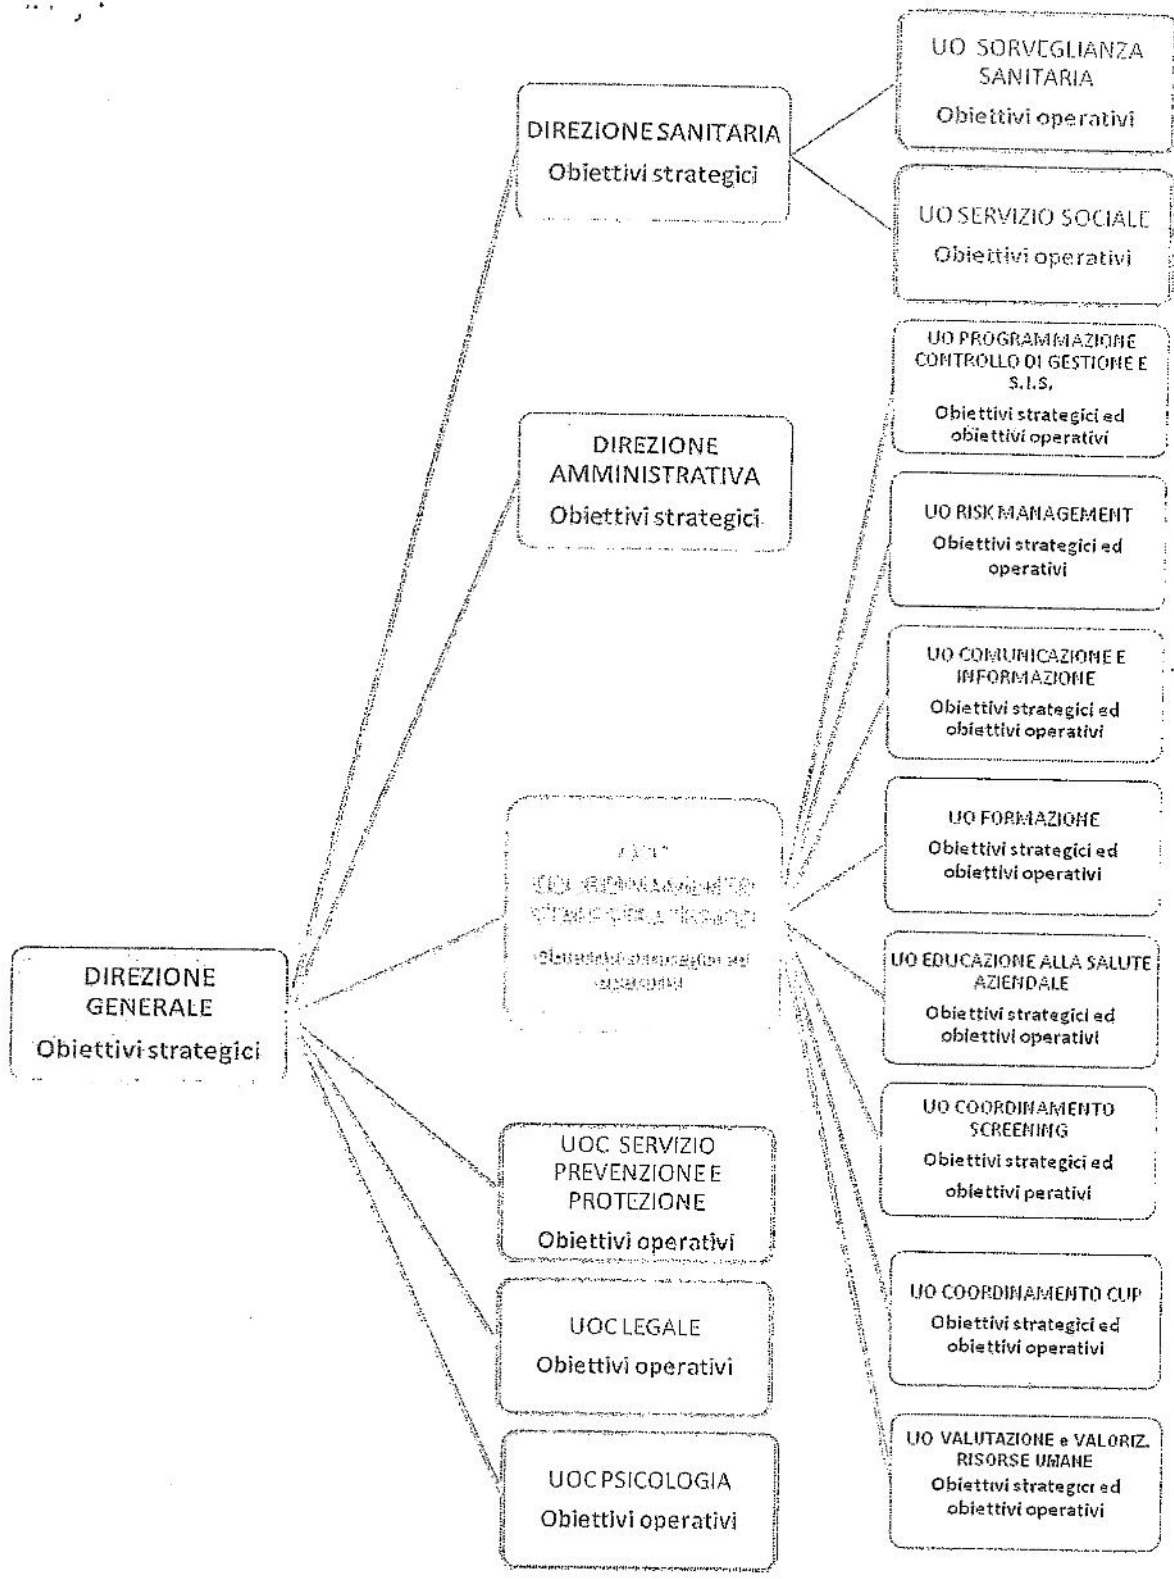 UO SORVEGLIANZA
SANITARIA
Obiettivi operativi
DIREZIONE SANITARIA
Obiettivi strategici
UO SERVIZIO SOCIALE
Obiettivi operativi
UO PROGRAMMAZIONE
CONTROLLO DI GESTIONE E
S.I.S.
Obiettivi strategici ed
obiettivi operativi
DIREZIONE
AMMINISTRATIVA
Obiettivi strategici
UO RISK MANAGEMENT
Obiettivi strategici ed
operativi
UO COMUNICAZIONE E
INFORMAZIONE
Obiettivi strategici ed
obiettivi operativi
UO FORMAZIONE
Obiettivi strategici ed
obiettivi operativi
DIREZIONE
GENERALE
Obiettivi strategici
UO EDUCAZIONE ALLA SALUTE
AZIENDALE
Obiettivi strategici ed
obiettivi operativi
UO COORDINAMENTO
SCREENING
Obiettivi strategici ed
obiettivi perativi
UOC SERVIZIO
PREVENZIONE E
PROTEZIONE
Obiettivi operativi
UO COORDINAMENTO CUP
Obiettivi strategici ed
obiettivi operativi
UOC LEGALE
Obiettivi operativi
UO VALUTAZIONE e VALORIZ.
RISORSE UMANE
Obiettivi strategici ed
obiettivi operativi
UOC PSICOLOGIA
Obiettivi operativi